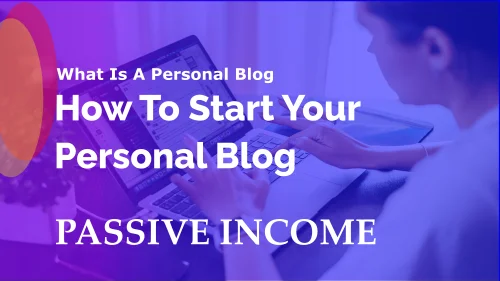 What Is A Personal Blog
How To Start Your
Personal Blog
PASSIVE INCOME